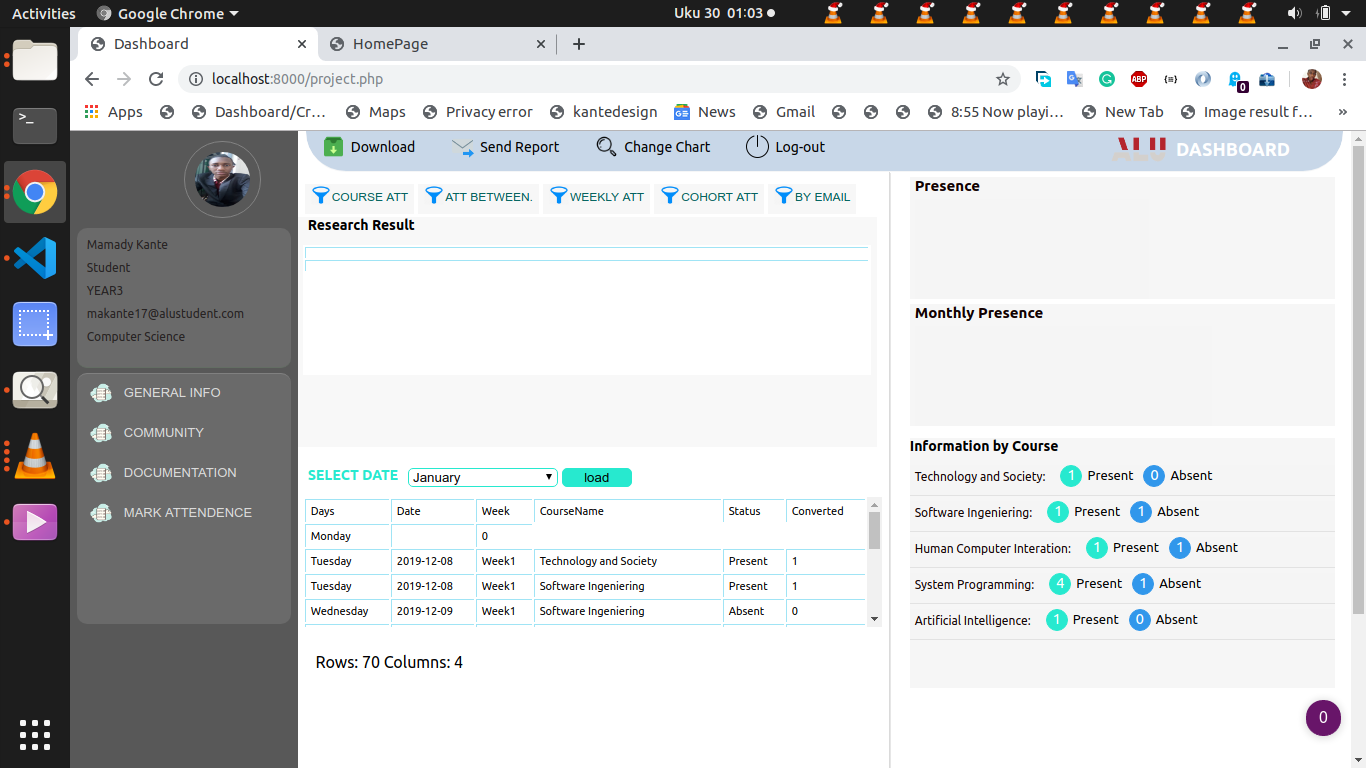 Activities Google Chrome Uku 30 01:03
Dashboard HomePage
localhost:8000/project.php
ABP 0
Apps Dashboard/Cr… Maps Privacy error kantedesign News Gmail 8:55 Now playi… New Tab Image result f… »
Download Send Report Change Chart Log-out DASHBOARD
Mamady Kante
Student
YEAR3
makante17@alustudent.com
Computer Science
GENERAL INFO
COMMUNITY
DOCUMENTATION
MARK ATTENDENCE
COURSE ATT ATT BETWEEN. WEEKLY ATT COHORT ATT BY EMAIL
Research Result
SELECT DATE January load
Days Date Week CourseName Status Converted
Monday 0
Tuesday 2019-12-08 Week1 Technology and Society Present 1
Tuesday 2019-12-08 Week1 Software Ingeniering Present 1
Wednesday 2019-12-09 Week1 Software Ingeniering Absent 0
Rows: 70 Columns: 4
Presence
Monthly Presence
Information by Course
Technology and Society: 1 Present 0 Absent
Software Ingeniering: 1 Present 1 Absent
Human Computer Interation: 1 Present 1 Absent
System Programming: 4 Present 1 Absent
Artificial Intelligence: 1 Present 0 Absent
0